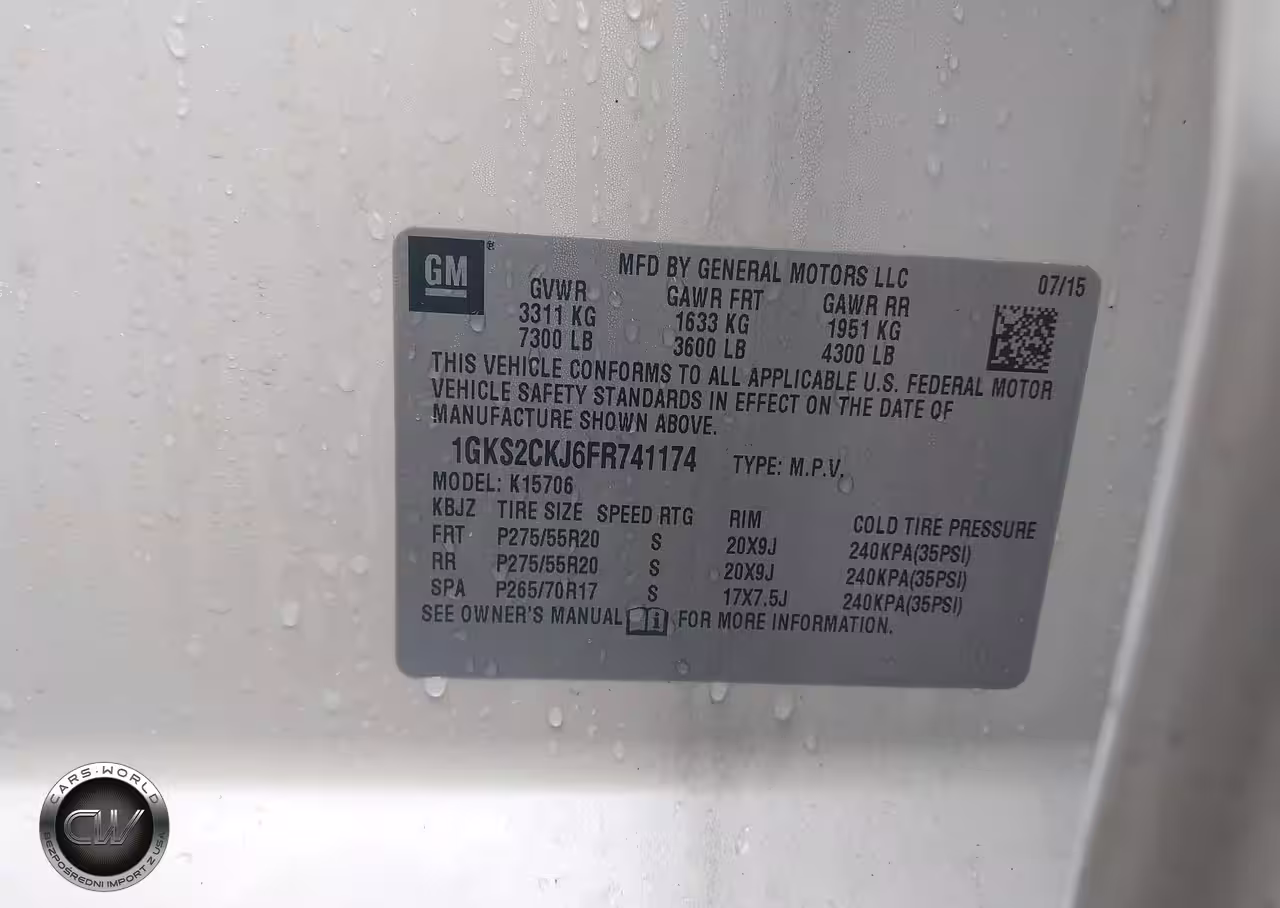 GM ®
MFD BY GENERAL MOTORS LLC 07/15
GVWR GAWR FRT GAWR RR
3311 KG 1633 KG 1951 KG
7300 LB 3600 LB 4300 LB
THIS VEHICLE CONFORMS TO ALL APPLICABLE U.S. FEDERAL MOTOR
VEHICLE SAFETY STANDARDS IN EFFECT ON THE DATE OF
MANUFACTURE SHOWN ABOVE.
1GKS2CKJ6FR741174 TYPE: M.P.V.
MODEL: K15706
KBJZ TIRE SIZE SPEED RTG RIM COLD TIRE PRESSURE
FRT P275/55R20 S 20X9J 240KPA(35PSI)
RR P275/55R20 S 20X9J 240KPA(35PSI)
SPA P265/70R17 S 17X7.5J 240KPA(35PSI)
SEE OWNER'S MANUAL FOR MORE INFORMATION.
CARS-WORLD
CW
BEZPOŚREDNI IMPORT Z USA